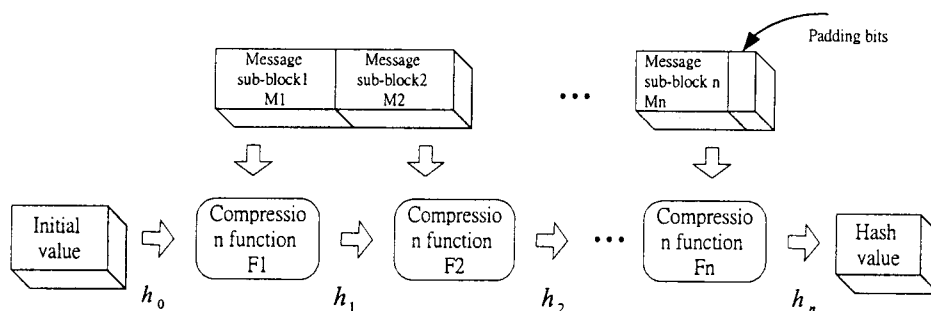 Padding bits
Message
sub-block1
M1
Message
sub-block2
M2
...
Message
sub-block n
Mn
Initial
value
Compressio
n function
F1
Compressio
n function
F2
...
Compressio
n function
Fn
Hash
value
h0
h1
h2
hn